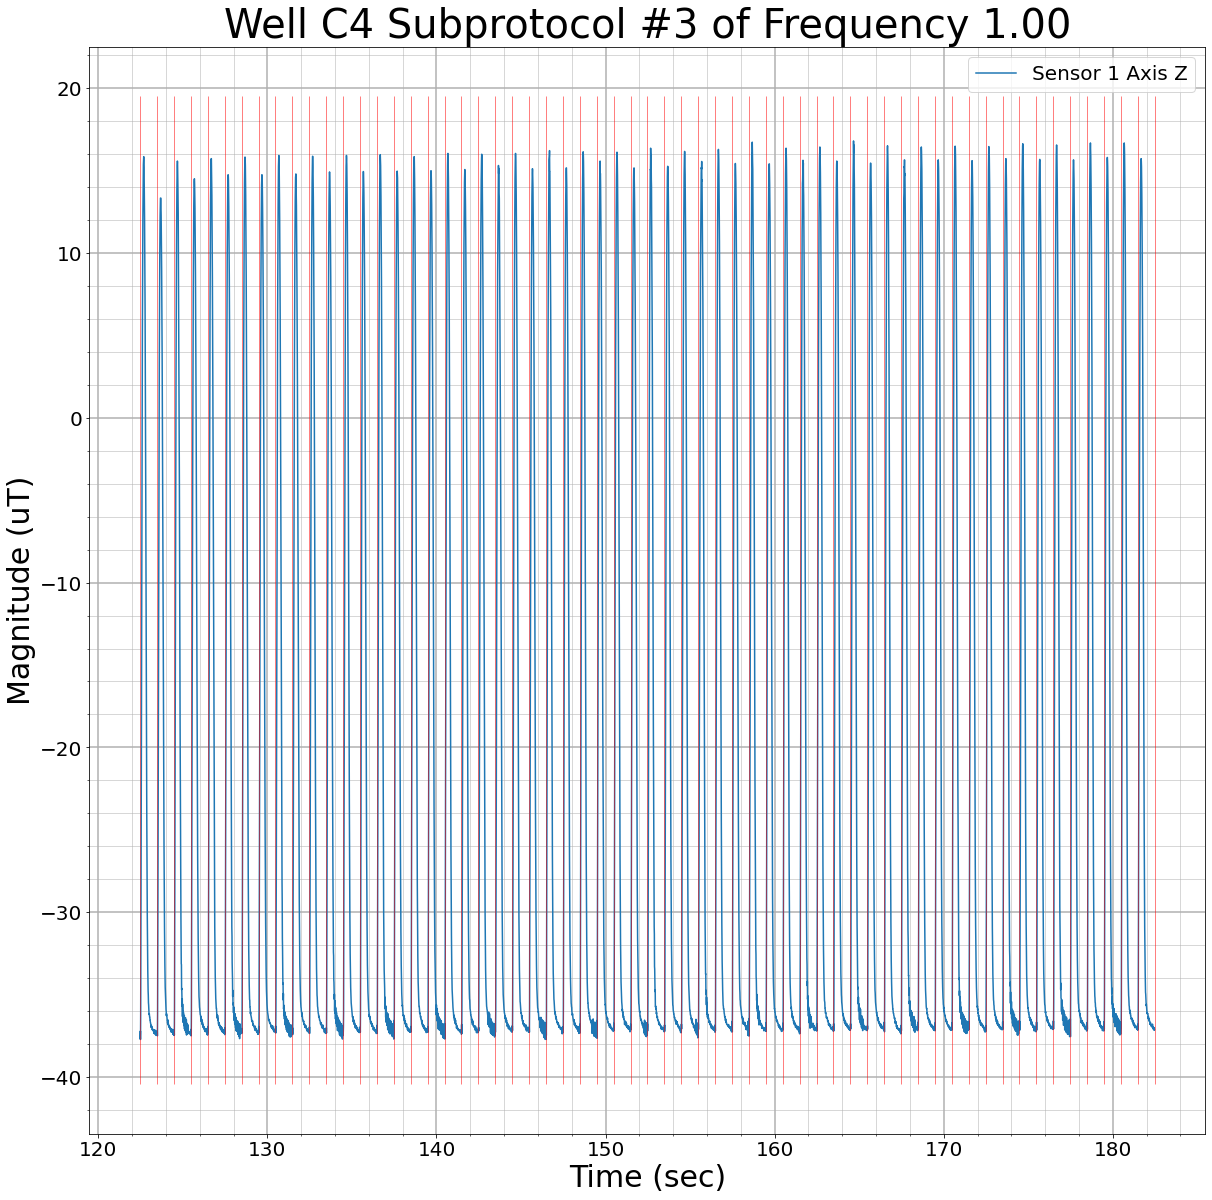 Well C4 Subprotocol #3 of Frequency 1.00
Sensor 1 Axis Z
20
10
0
−10
−20
−30
−40
Magnitude (uT)
120 130 140 150 160 170 180
Time (sec)